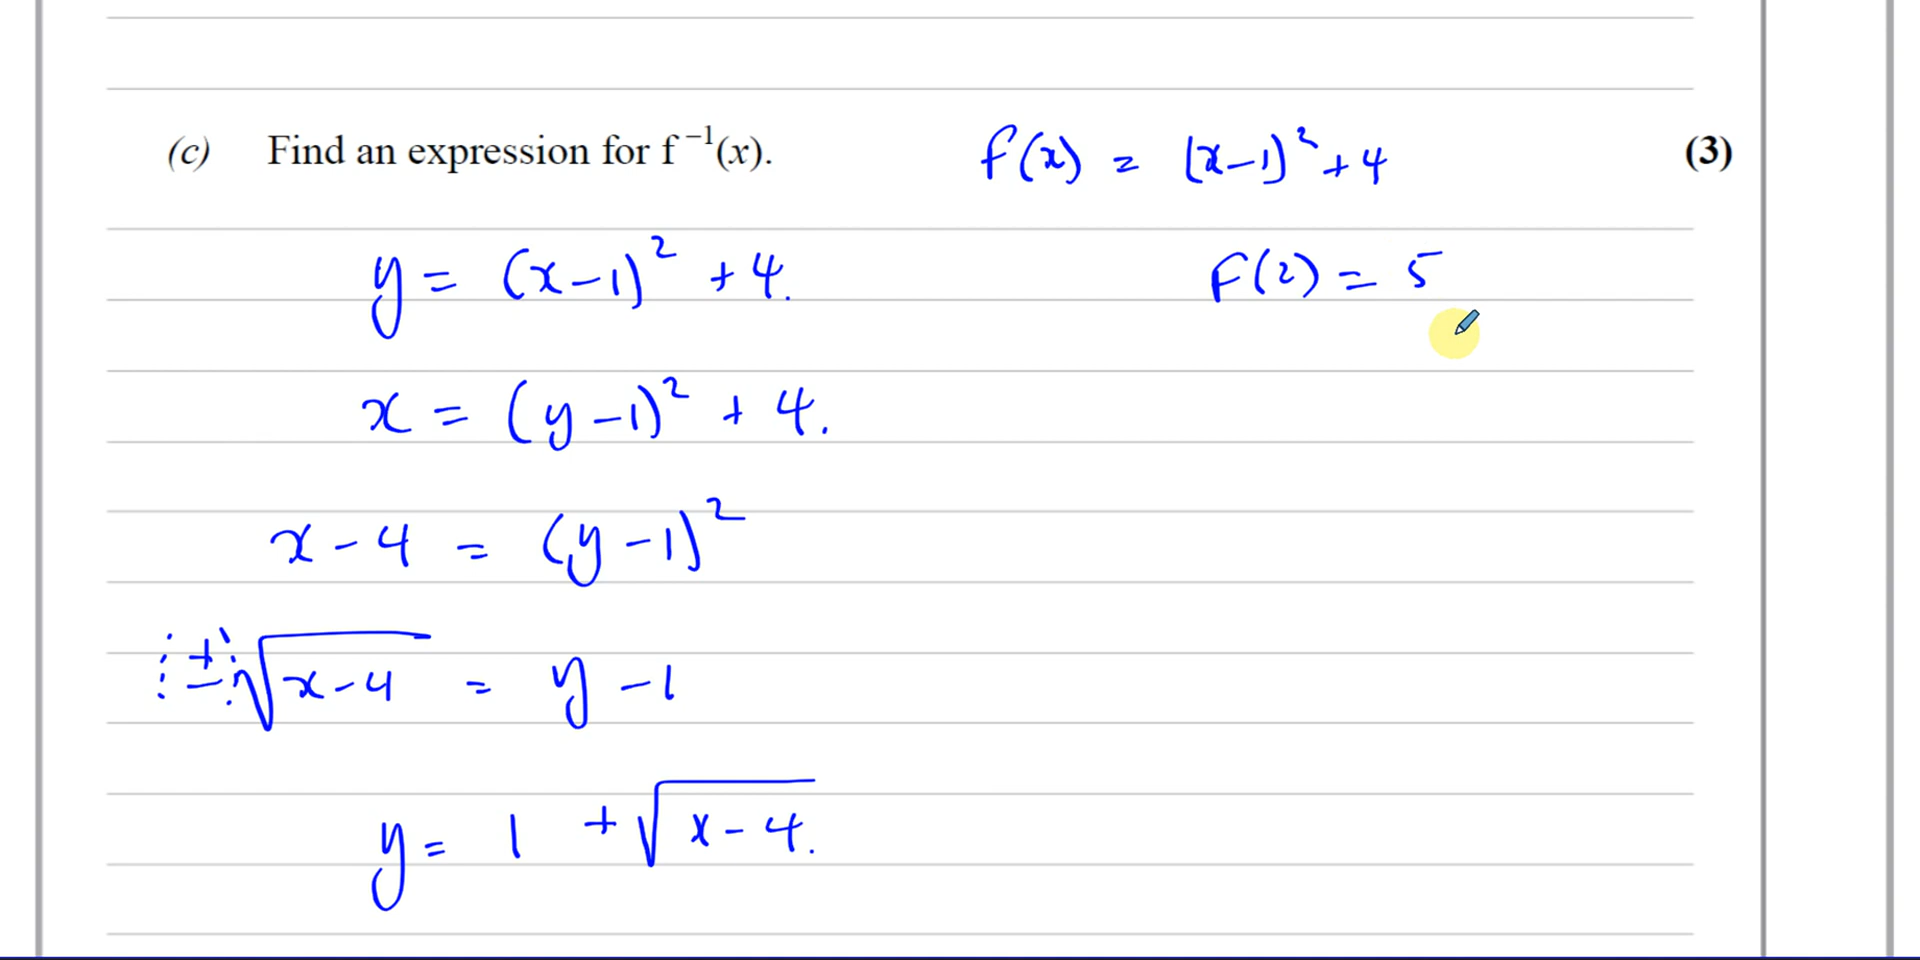 (c) Find an expression for f⁻¹(x). f(x) = (x-1)² + 4 (3)
y = (x-1)² + 4. F(2) = 5
x = (y-1)² + 4.
x - 4 = (y-1)²
±√(x-4) = y - 1
y = 1 + √(x-4).